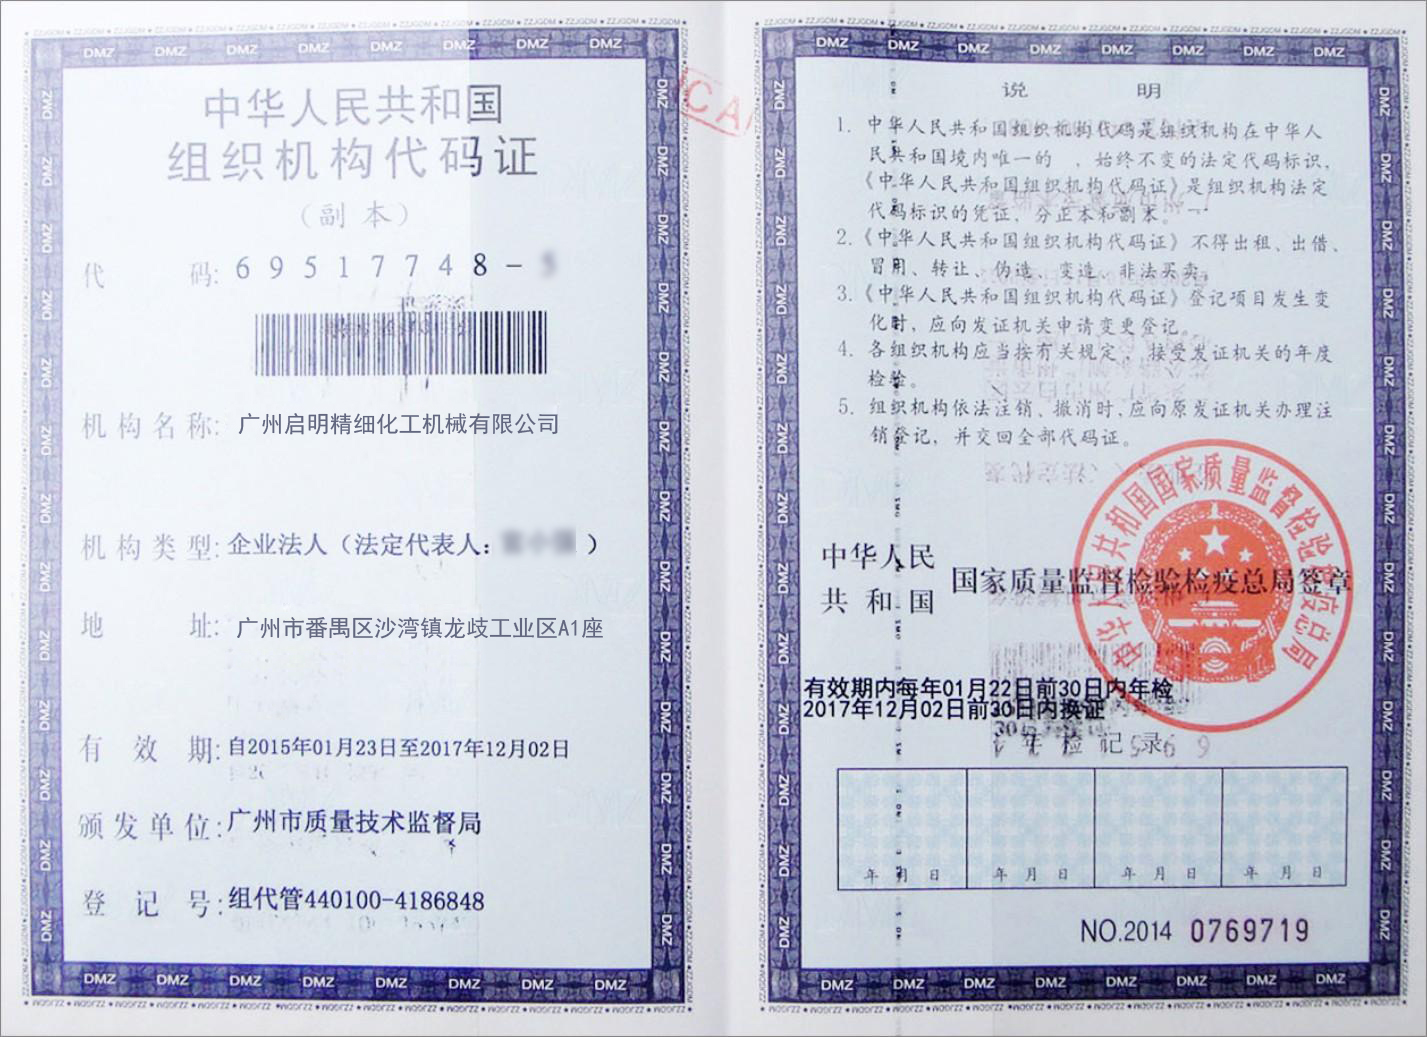 中华人民共和国
组织机构代码证
（副本）
代 码: 69517748-
机构名称: 广州启明精细化工机械有限公司
机构类型: 企业法人（法定代表人: ）
地 址: 广州市番禺区沙湾镇龙歧工业区A1座
有 效 期: 自2015年01月23日至2017年12月02日
颁发单位: 广州市质量技术监督局
登 记 号: 组代管440100-4186848
说 明
1. 中华人民共和国组织机构代码是组织机构在中华人
民共和国境内唯一的 ，始终不变的法定代码标识，
《中华人民共和国组织机构代码证》是组织机构法定
代码标识的凭证，分正本和副本。
2.《中华人民共和国组织机构代码证》不得出租、出借、
冒用、转让、伪造、变造、非法买卖。
3.《中华人民共和国组织机构代码证》登记项目发生变
化时，应向发证机关申请变更登记。
4. 各组织机构应当按有关规定，接受发证机关的年度
检验。
5. 组织机构依法注销、撤消时，应向原发证机关办理注
销登记，并交回全部代码证。
中华人民
共和国 国家质量监督检验检疫总局签章
中华人民共和国国家质量监督检验检疫总局
有效期内每年01月22日前30日内年检
2017年12月02日前30日内换证
年检记录
年 月 日 年 月 日 年 月 日 年 月 日
NO.2014 0769719